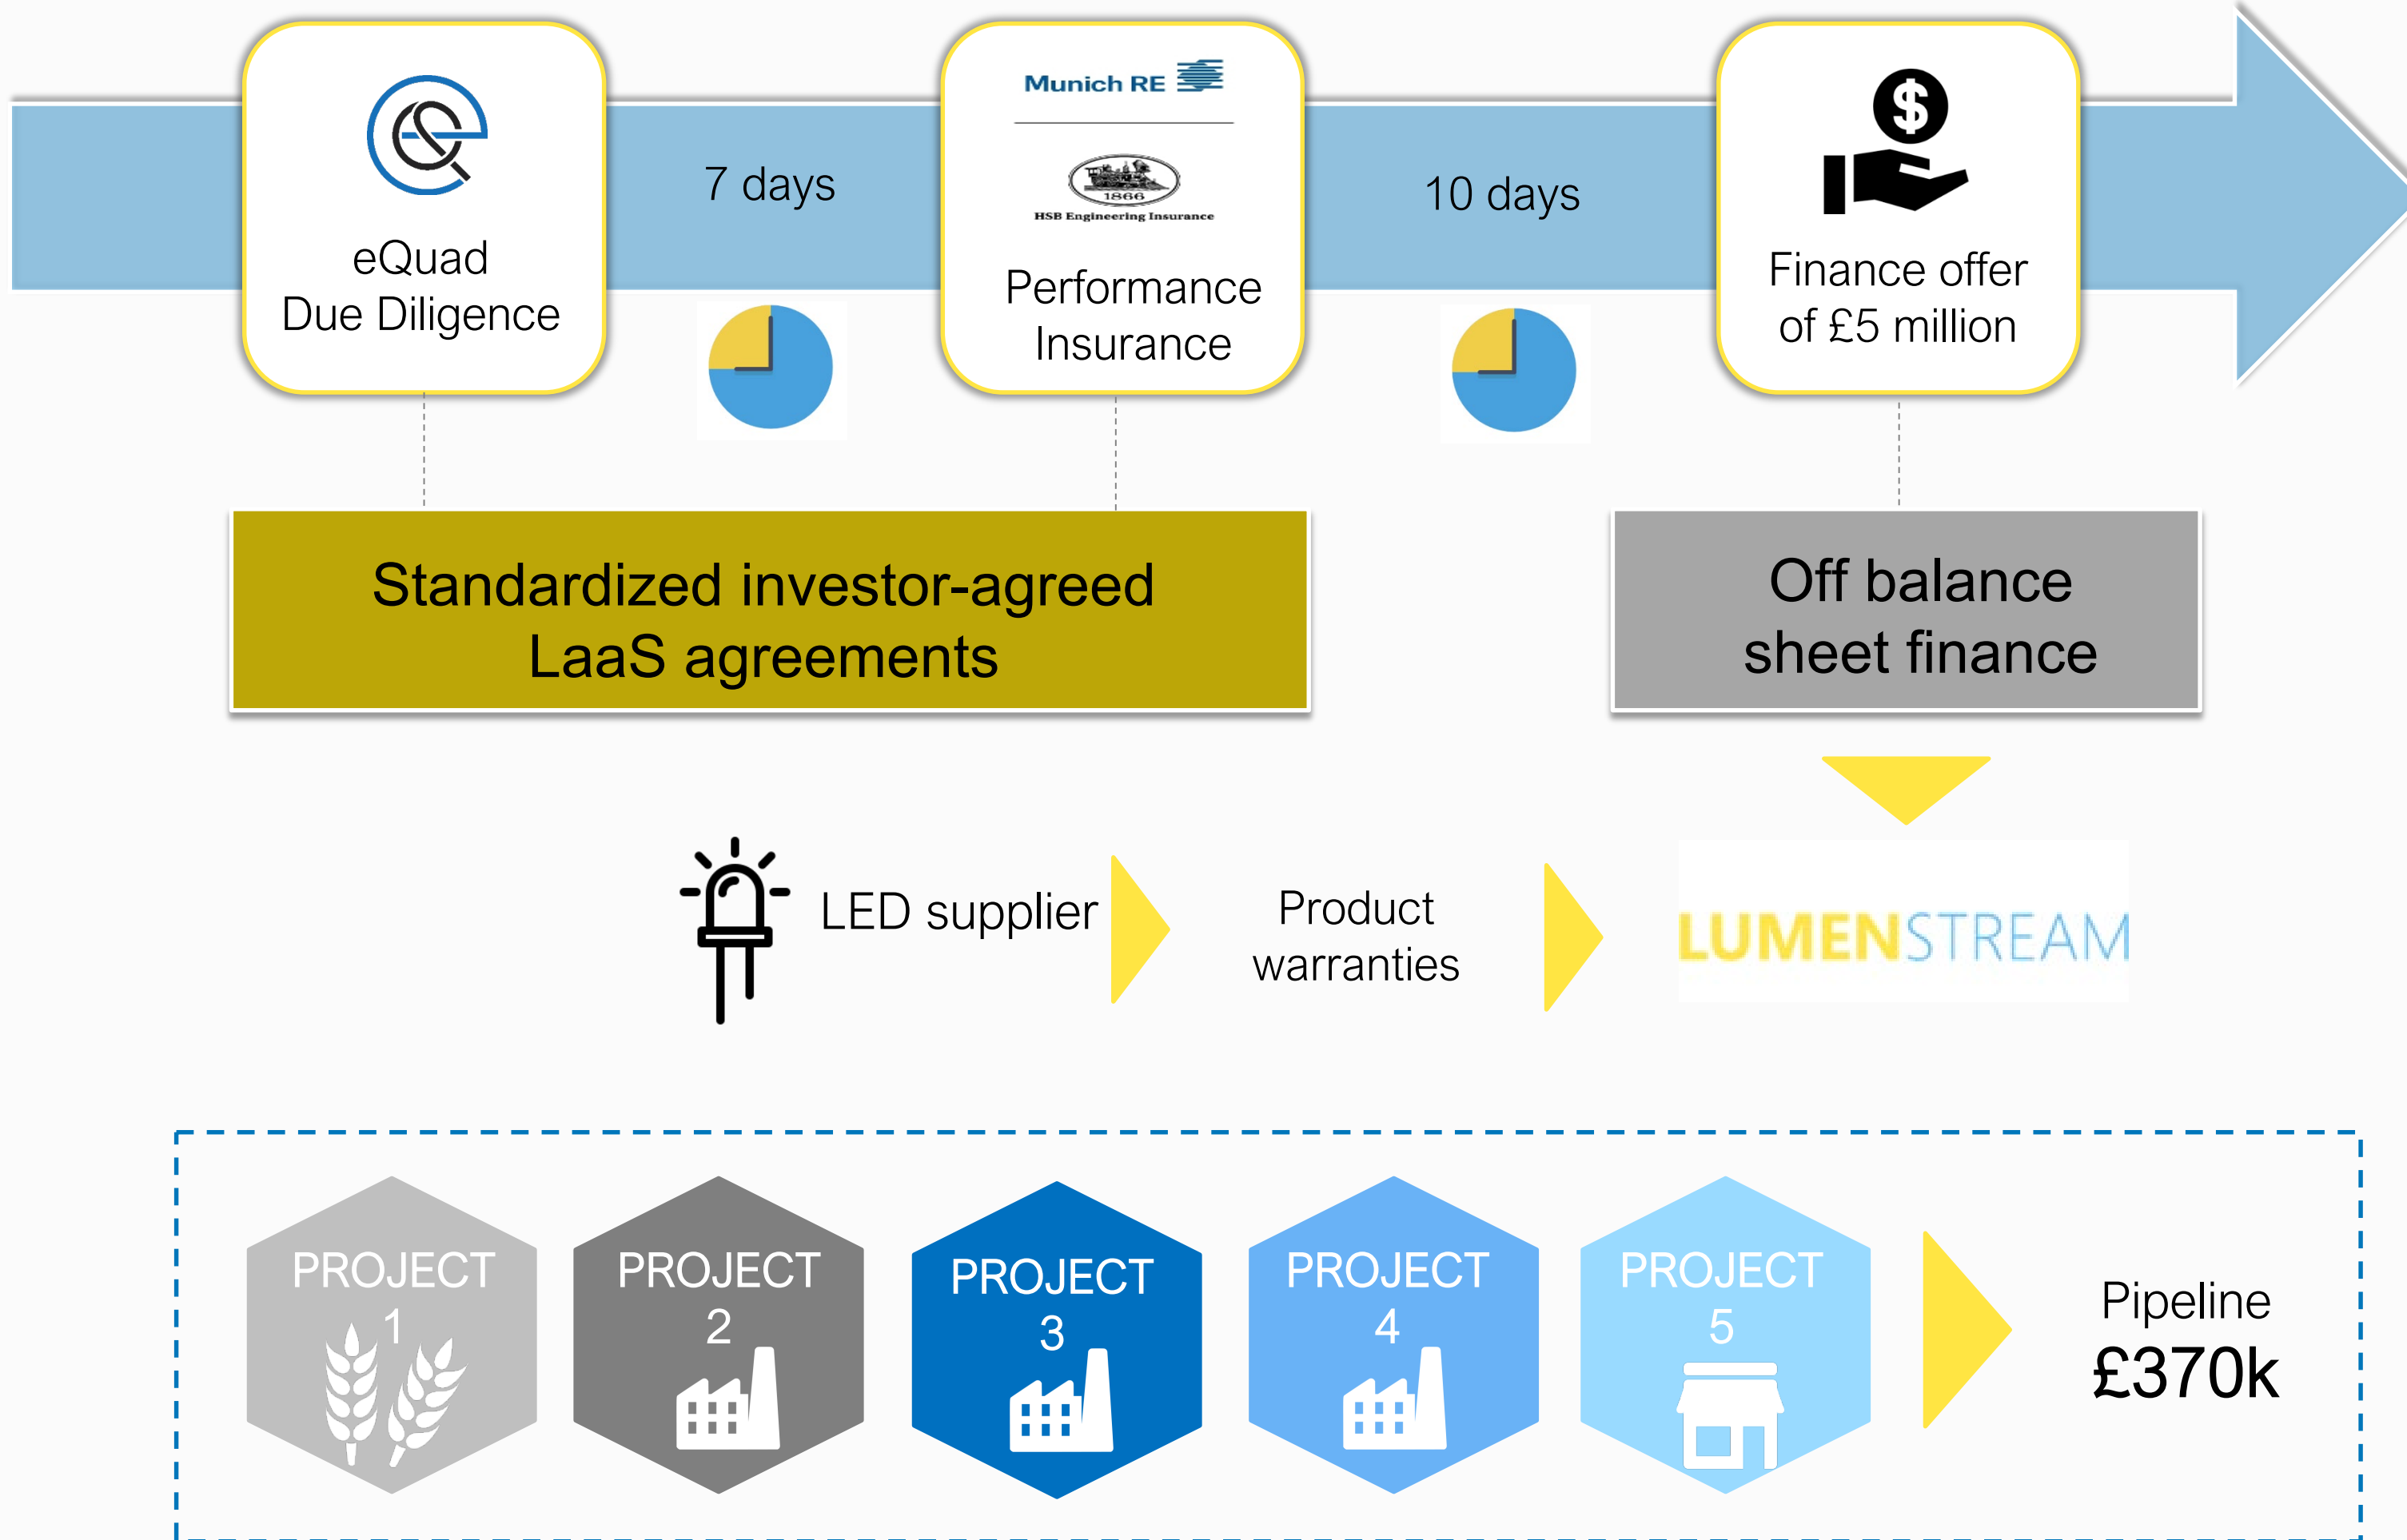 eQuad
Due Diligence
7 days
Munich RE
1866
HSB Engineering Insurance
Performance
Insurance
10 days
$
Finance offer
of £5 million
Standardized investor-agreed
LaaS agreements
Off balance
sheet finance
LED supplier
Product
warranties
LUMENSTREAM
PROJECT
1
PROJECT
2
PROJECT
3
PROJECT
4
PROJECT
5
Pipeline
£370k